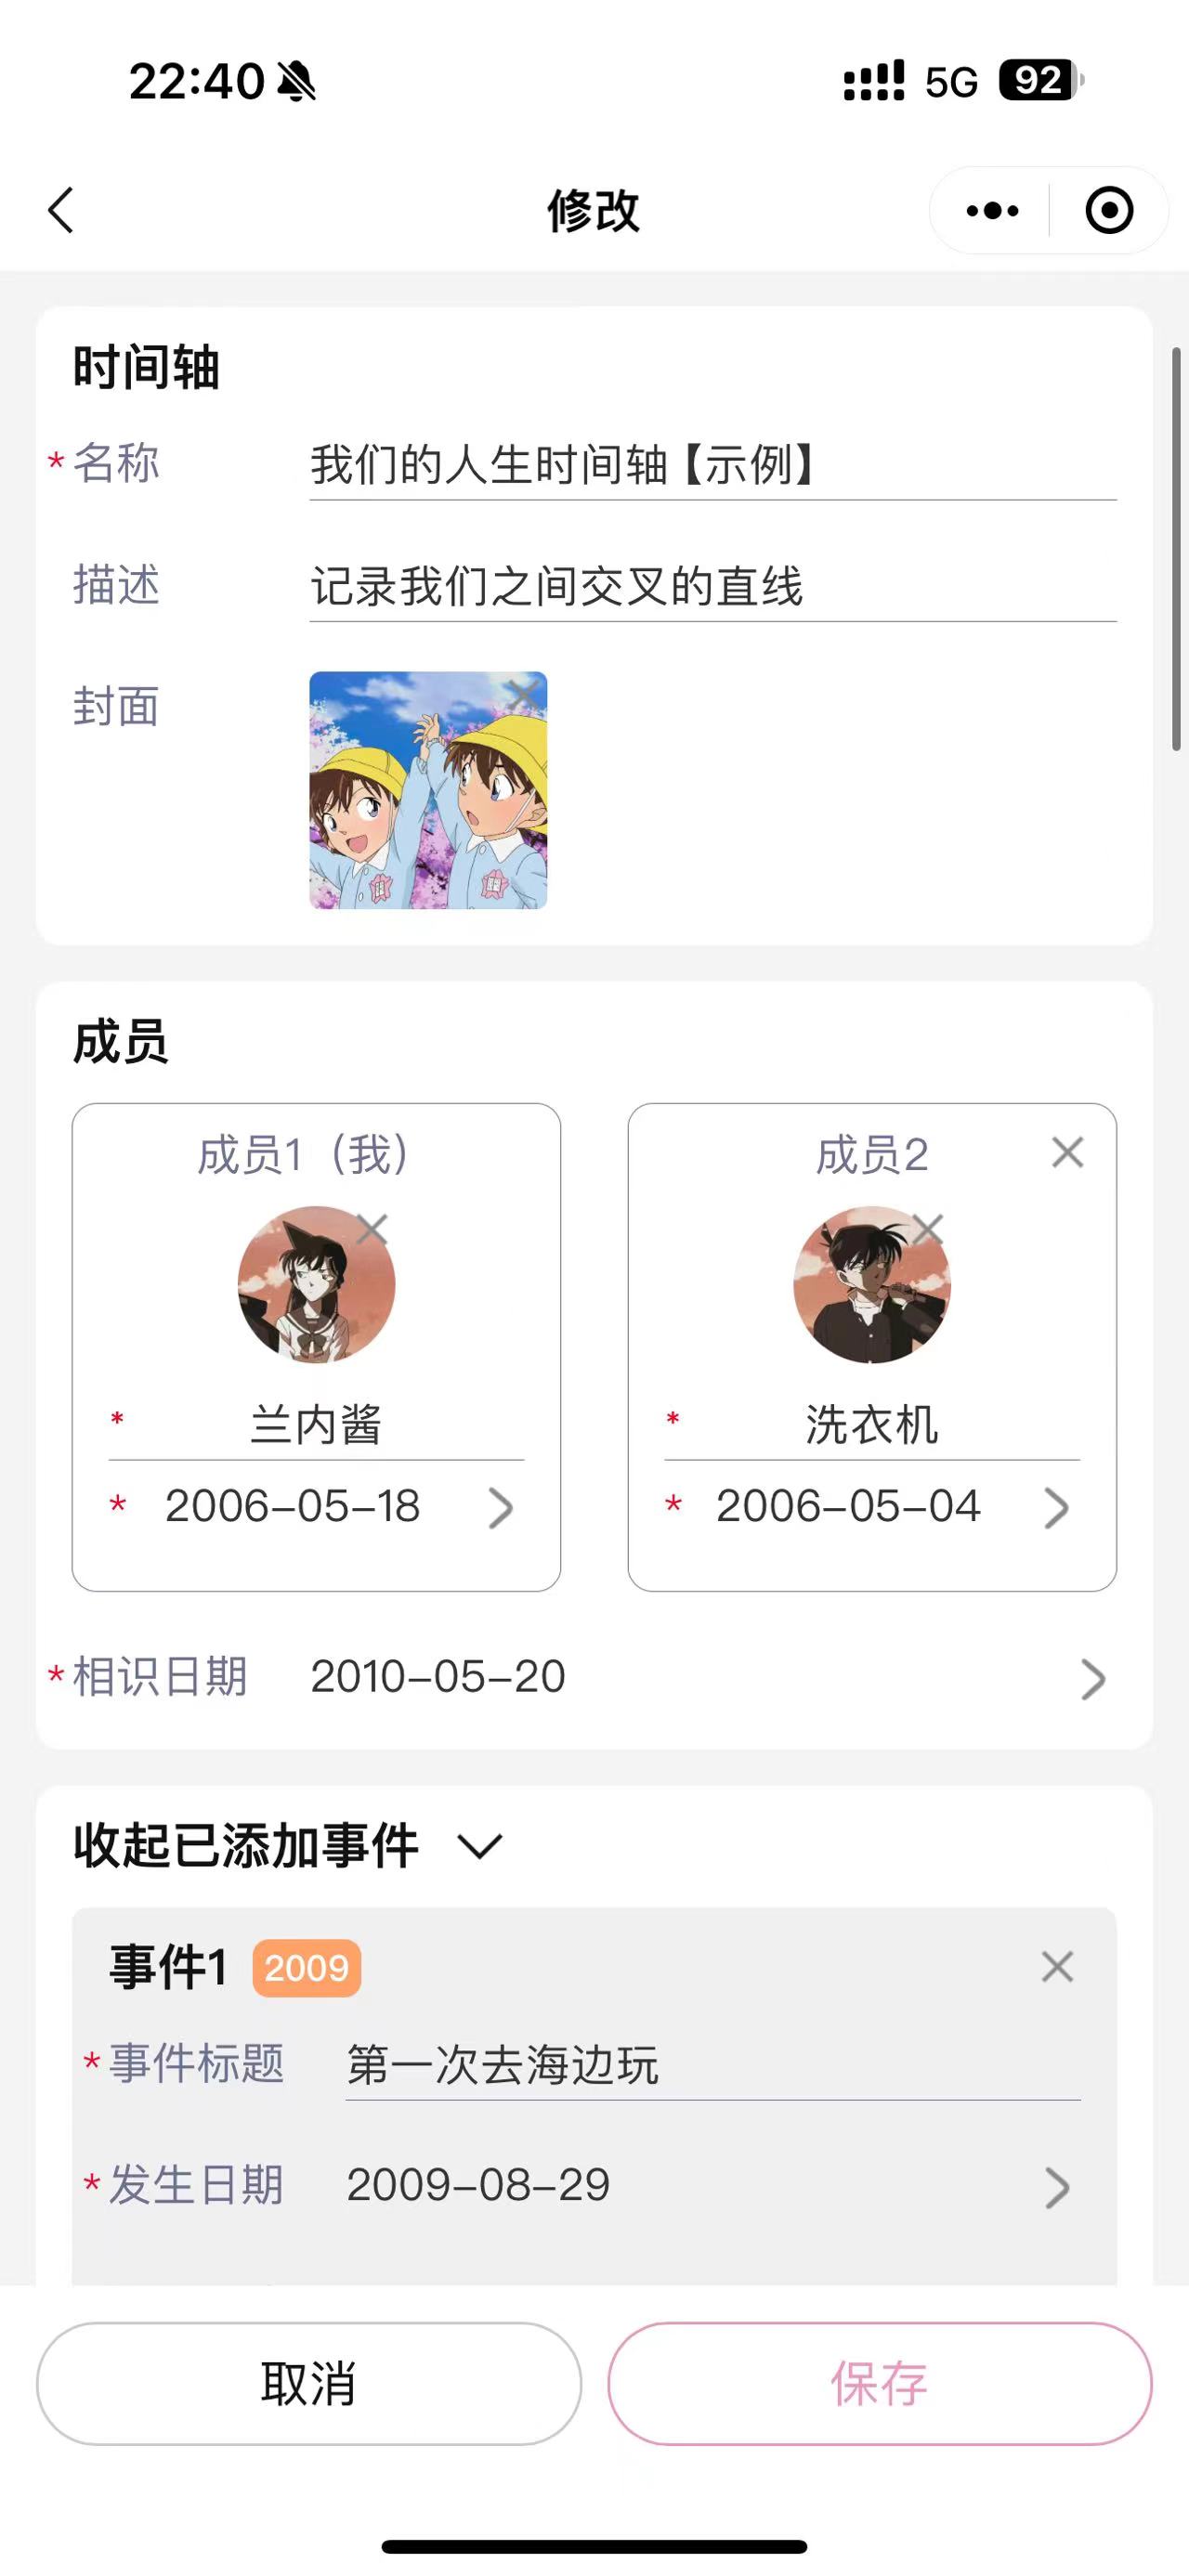 22:40 5G 92
修改
时间轴
* 名称 我们的人生时间轴【示例】
描述 记录我们之间交叉的直线
封面
成员
成员1（我） 成员2
* 兰内酱 * 洗衣机
* 2006-05-18 * 2006-05-04
* 相识日期 2010-05-20
收起已添加事件
事件1 2009
* 事件标题 第一次去海边玩
* 发生日期 2009-08-29
取消 保存